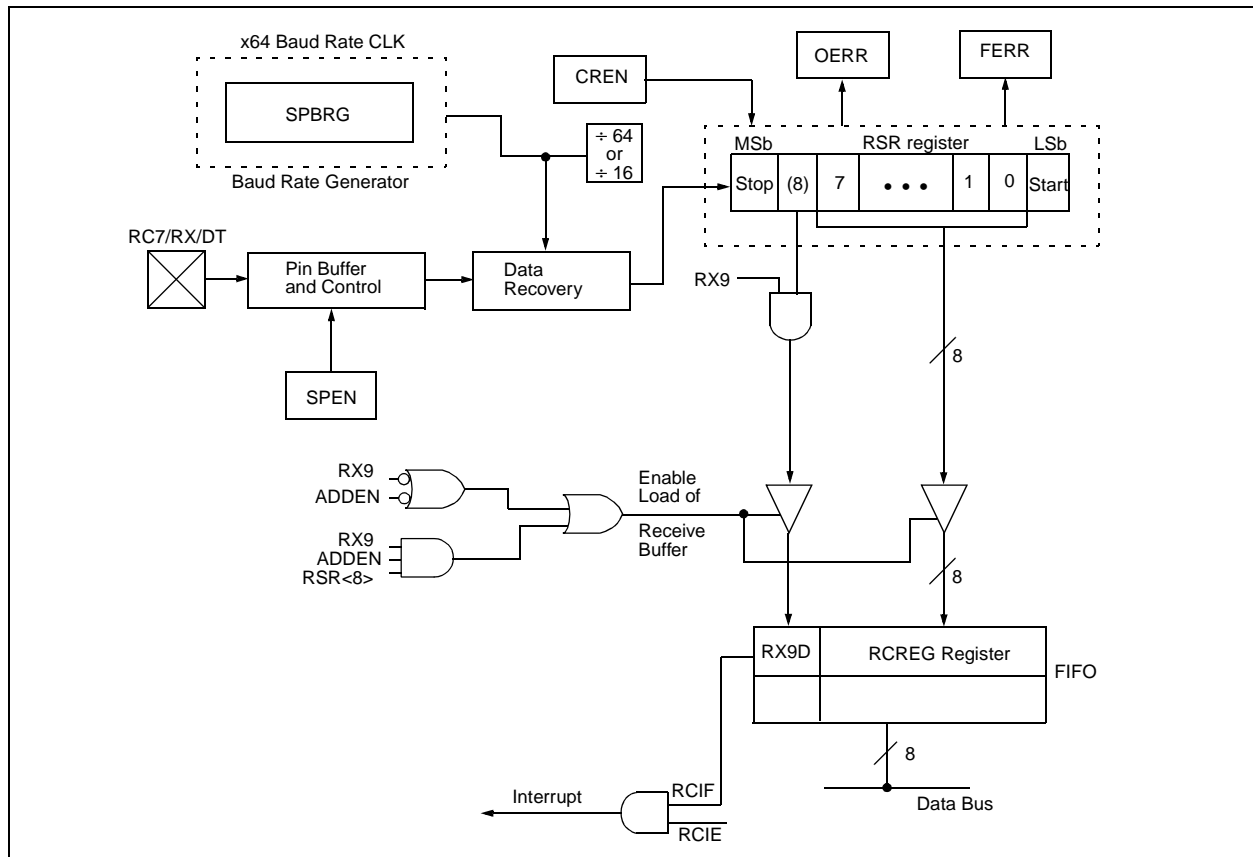 x64 Baud Rate CLK
SPBRG
Baud Rate Generator
CREN
OERR
FERR
÷ 64
or
÷ 16
MSb
RSR register
LSb
Stop
(8)
7
• • •
1
0
Start
RC7/RX/DT
Pin Buffer
and Control
Data
Recovery
RX9
8
SPEN
RX9
ADDEN
RX9
ADDEN
RSR<8>
Enable
Load of
Receive
Buffer
8
RX9D
RCREG Register
FIFO
8
Data Bus
Interrupt
RCIF
RCIE